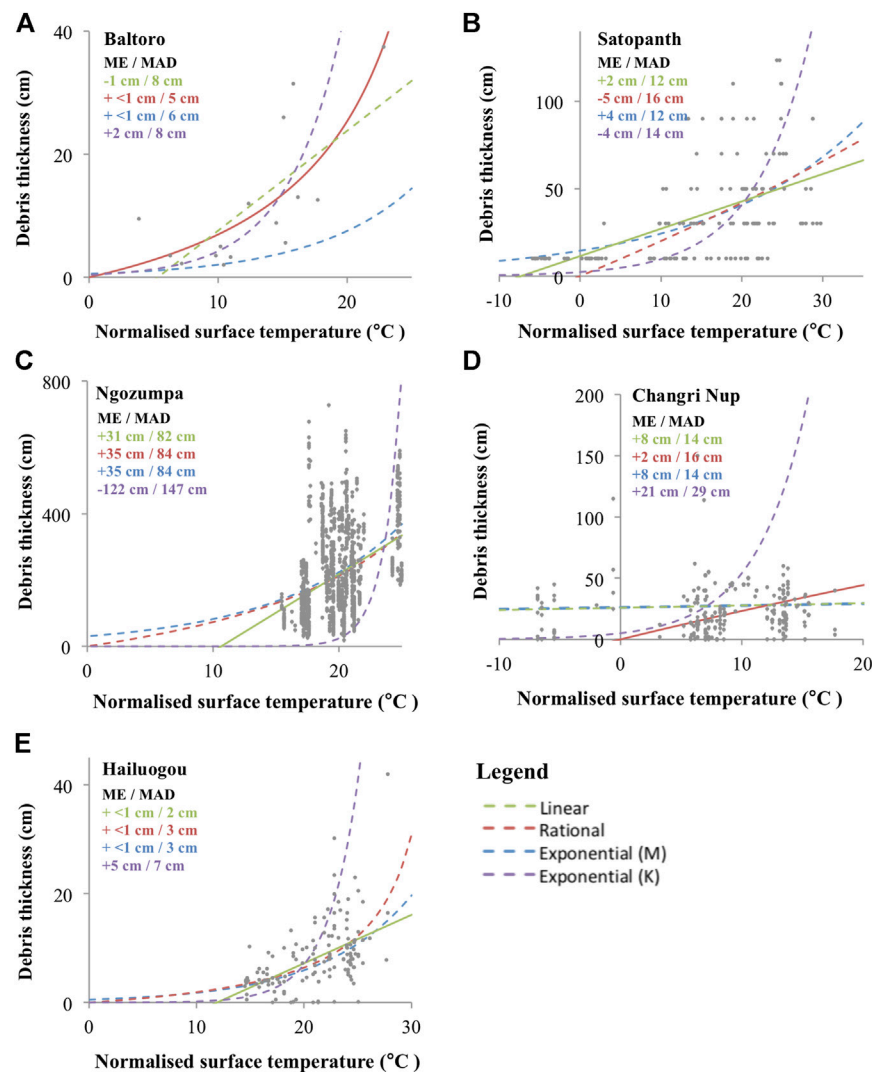 A
Baltoro
ME / MAD
-1 cm / 8 cm
+ <1 cm / 5 cm
+ <1 cm / 6 cm
+2 cm / 8 cm
Debris thickness (cm)
40
20
0
0
20
Normalised surface temperature (°C )
B
Satopanth
ME / MAD
+2 cm / 12 cm
-5 cm / 16 cm
+4 cm / 12 cm
-4 cm / 14 cm
Debris thickness (cm)
100
50
0
-10
0
10
20
30
Normalised surface temperature (°C )
C
Ngozumpa
ME / MAD
+31 cm / 82 cm
+35 cm / 84 cm
+35 cm / 84 cm
-122 cm / 147 cm
Debris thickness (cm)
800
400
0
0
20
Normalised surface temperature (°C )
D
Changri Nup
ME / MAD
+8 cm / 14 cm
+2 cm / 16 cm
+8 cm / 14 cm
+21 cm / 29 cm
Debris thickness (cm)
200
150
100
50
0
-10
0
10
20
Normalised surface temperature (°C )
E
Hailuogou
ME / MAD
+ <1 cm / 2 cm
+ <1 cm / 3 cm
+ <1 cm / 3 cm
+5 cm / 7 cm
Debris thickness (cm)
40
20
0
0
10
20
30
Normalised surface temperature (°C )
Legend
Linear
Rational
Exponential (M)
Exponential (K)